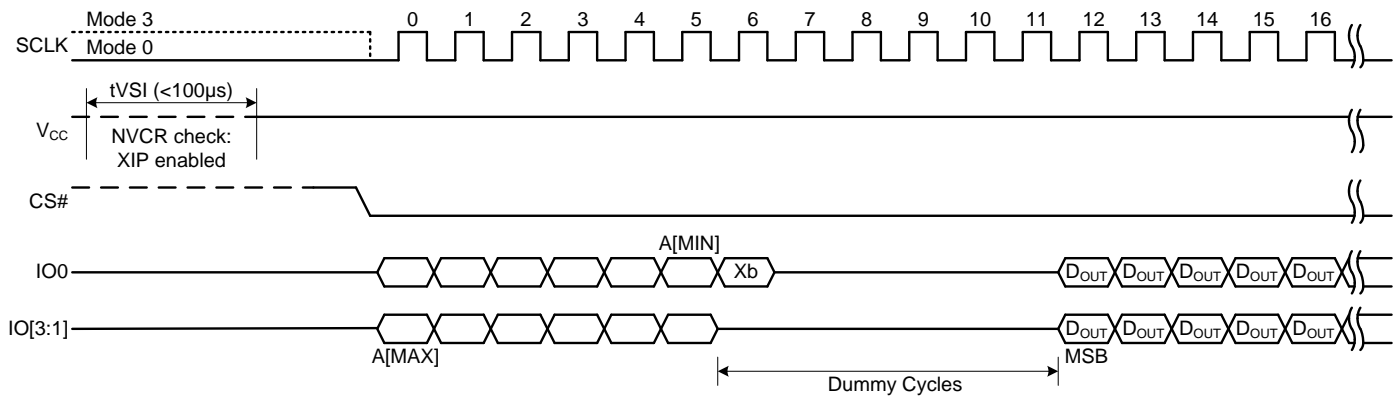 Mode 3
0 1 2 3 4 5 6 7 8 9 10 11 12 13 14 15 16
SCLK
Mode 0
tVSI (<100µs)
VCC
NVCR check:
XIP enabled
CS#
A[MIN]
IO0
Xb
DOUT DOUT DOUT DOUT DOUT
IO[3:1]
DOUT DOUT DOUT DOUT DOUT
A[MAX]
MSB
Dummy Cycles